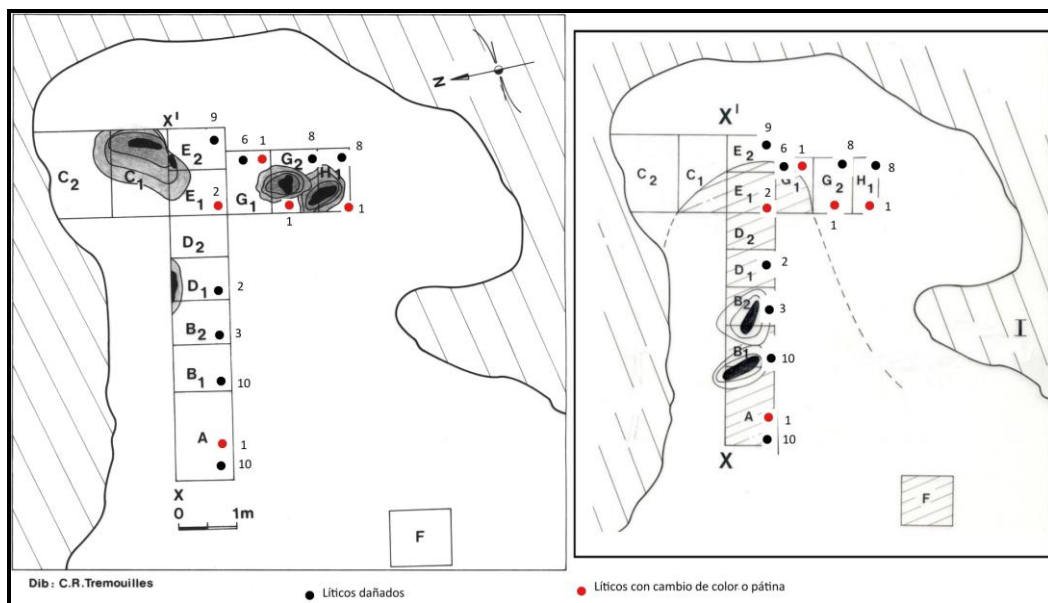 N
X'
9
E₂
6 1 8
G₂
8
C₂
C₁
H₁
E₁
2
G₁
1
1
D₂
D₁
2
B₂
3
B₁
10
A
1
10
X
0 1m
F
Dib: C.R.Tremouilles
X'
9
E₂
6 1 8
8
C₂
C₁
G₁
G₂
H₁
E₁
2
1
1
D₂
D₁
2
B₂
3
I
B₁
10
A
1
10
X
F
Líticos dañados
Líticos con cambio de color o pátina